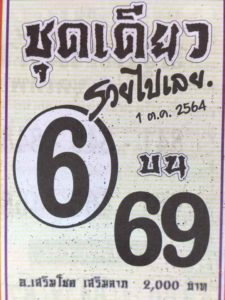 ชุดเดียว
รวยไปเลย.
1 ต.ค. 2564
6 บน
69
อ.เสริมโชค เสริมลาภ 2,000 บาท